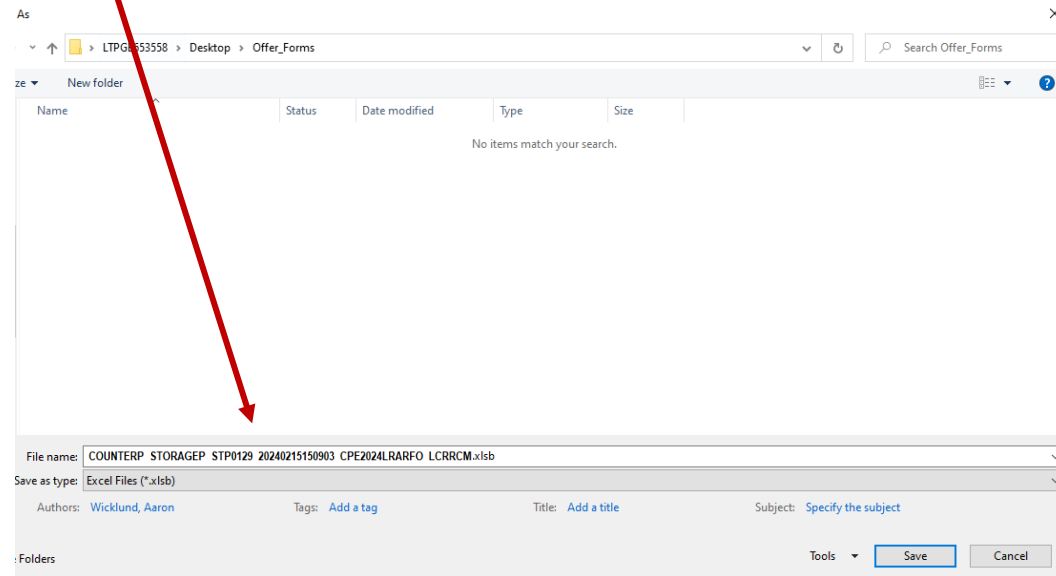 As
> LTPG > Desktop > Offer_Forms Search Offer_Forms
ze New folder
Name Status Date modified Type Size
No items match your search.
File name: COUNTERP STORAGEP STP0129 20240215150903 CPE2024LRARFO LCRRCM.xlsb
Save as type: Excel Files (*.xlsb)
Authors: Wicklund, Aaron Tags: Add a tag Title: Add a title Subject: Specify the subject
Folders Tools Save Cancel